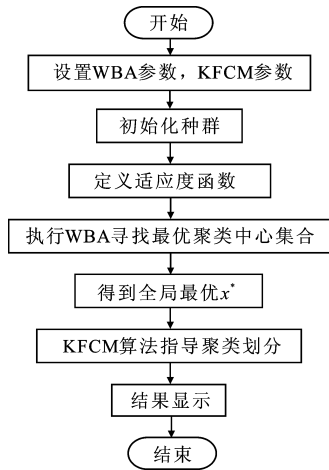 开始
设置WBA参数，KFCM参数
初始化种群
定义适应度函数
执行WBA寻找最优聚类中心集合
得到全局最优x*
KFCM算法指导聚类划分
结果显示
结束